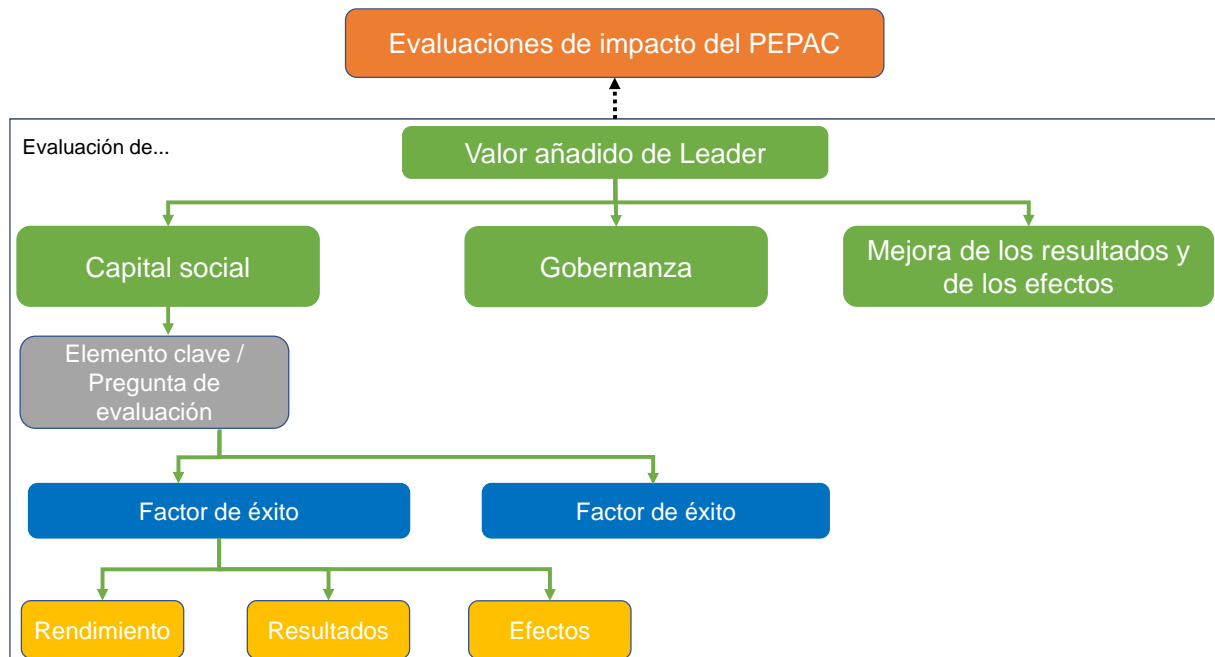 Evaluaciones de impacto del PEPAC
Evaluación de...
Valor añadido de Leader
Capital social
Gobernanza
Mejora de los resultados y
de los efectos
Elemento clave /
Pregunta de
evaluación
Factor de éxito
Factor de éxito
Rendimiento
Resultados
Efectos